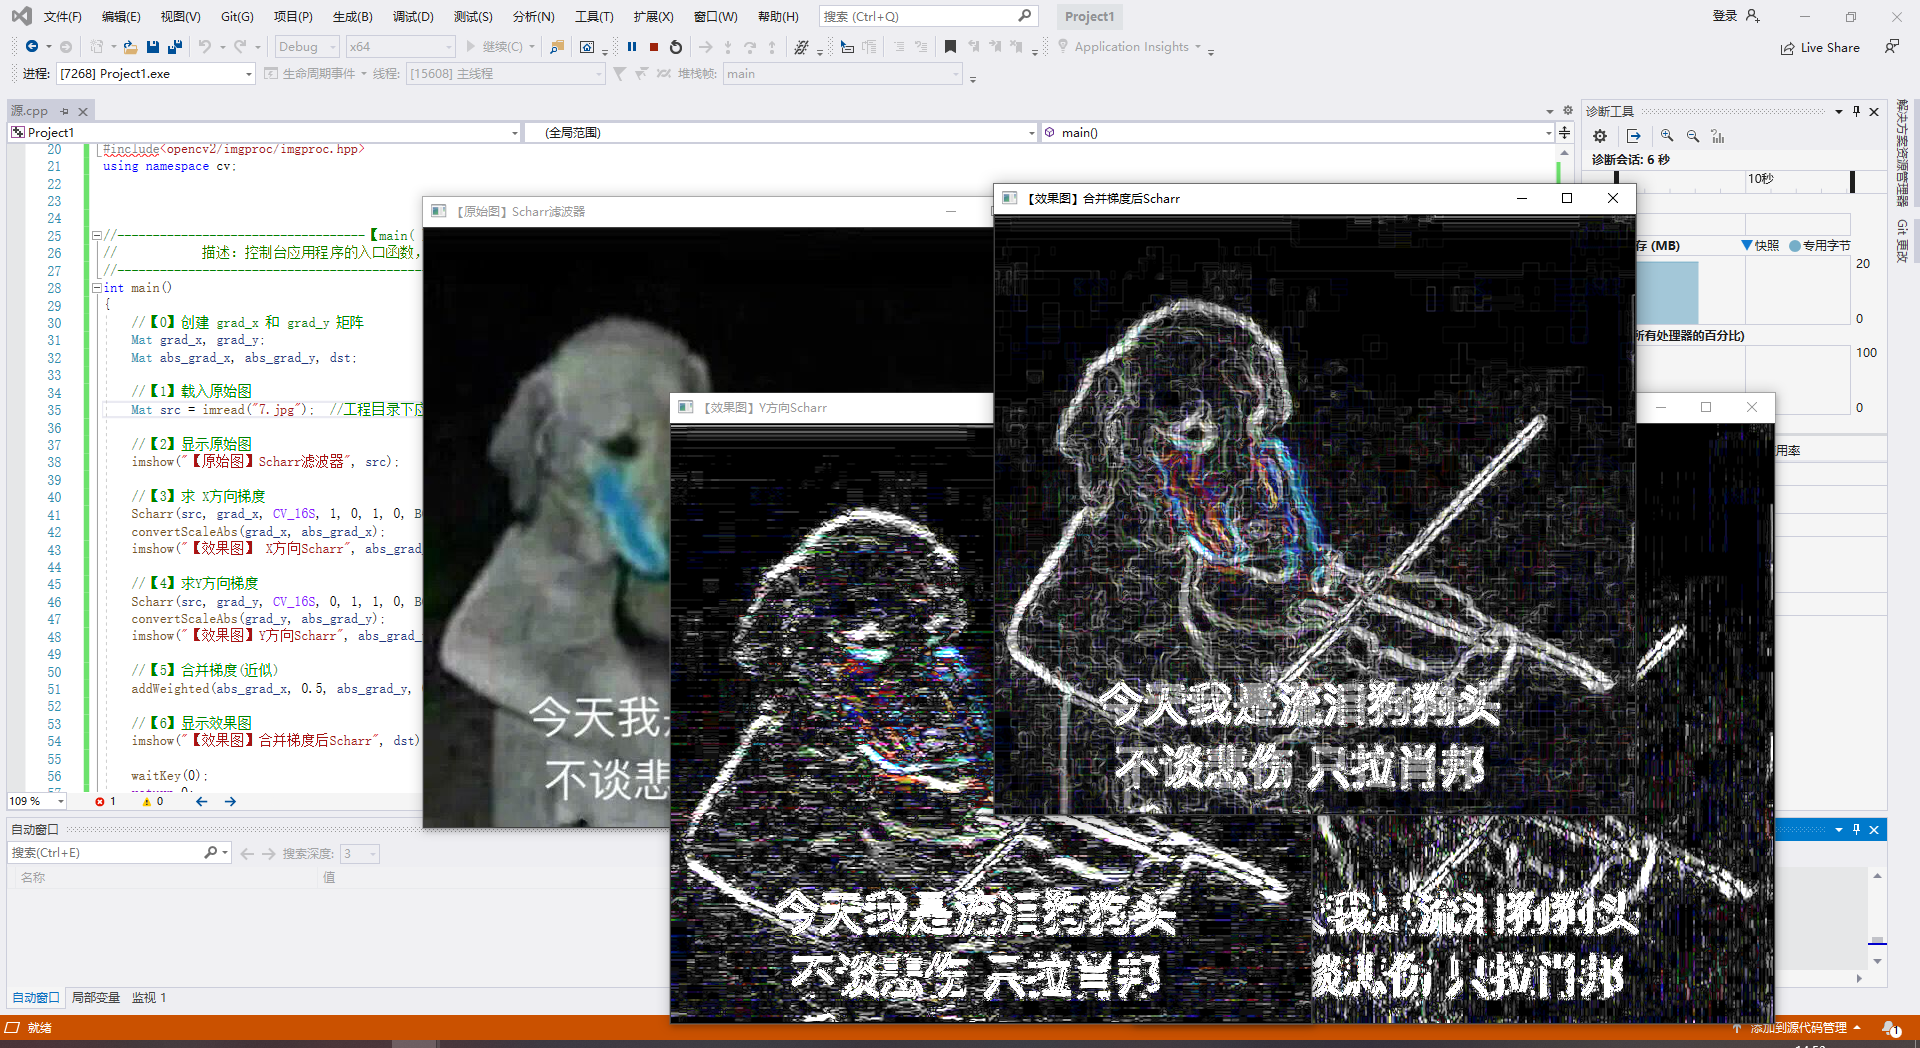 文件(F) 编辑(E) 视图(V) Git(G) 项目(P) 生成(B) 调试(D) 测试(S) 分析(N) 工具(T) 扩展(X) 窗口(W) 帮助(H) 搜索 (Ctrl+Q) Project1 登录
Debug x64 继续(C) Application Insights Live Share
进程: [7268] Project1.exe 生命周期事件 线程: [15608] 主线程 堆栈帧: main
源.cpp
Project1 (全局范围) main()
20 #include<opencv2/imgproc/imgproc.hpp>
21 using namespace cv;
22
23
24
25 //-----------------------------------【main(
26 // 描述：控制台应用程序的入口函数，
27 //-------------------------------------------
28 int main()
29 {
30 //【0】创建 grad_x 和 grad_y 矩阵
31 Mat grad_x, grad_y;
32 Mat abs_grad_x, abs_grad_y, dst;
33
34 //【1】载入原始图
35 Mat src = imread("7.jpg"); //工程目录下应
36
37 //【2】显示原始图
38 imshow("【原始图】Scharr滤波器", src);
39
40 //【3】求 X方向梯度
41 Scharr(src, grad_x, CV_16S, 1, 0, 1, 0, B
42 convertScaleAbs(grad_x, abs_grad_x);
43 imshow("【效果图】 X方向Scharr", abs_grad_
44
45 //【4】求Y方向梯度
46 Scharr(src, grad_y, CV_16S, 0, 1, 1, 0, B
47 convertScaleAbs(grad_y, abs_grad_y);
48 imshow("【效果图】Y方向Scharr", abs_grad_
49
50 //【5】合并梯度(近似)
51 addWeighted(abs_grad_x, 0.5, abs_grad_y,
52
53 //【6】显示效果图
54 imshow("【效果图】合并梯度后Scharr", dst)
55
56 waitKey(0);
109 % 1 0
自动窗口
搜索(Ctrl+E) 搜索深度: 3
名称 值
自动窗口 局部变量 监视 1
就绪
【原始图】Scharr滤波器
今天我
不谈悲
【效果图】Y方向Scharr
今天我是流泪狗狗头
不谈悲伤 只拉肖邦
【效果图】合并梯度后Scharr
今天我是流泪狗狗头
不谈悲伤 只拉肖邦
我是流泪狗狗头
谈悲伤 只拉肖邦
诊断工具
诊断会话: 6 秒
10秒
存 (MB) 快照 专用字节
20
0
所有处理器的百分比)
100
0
用率
解决方案资源管理器
Git 更改
添加到源代码管理 1